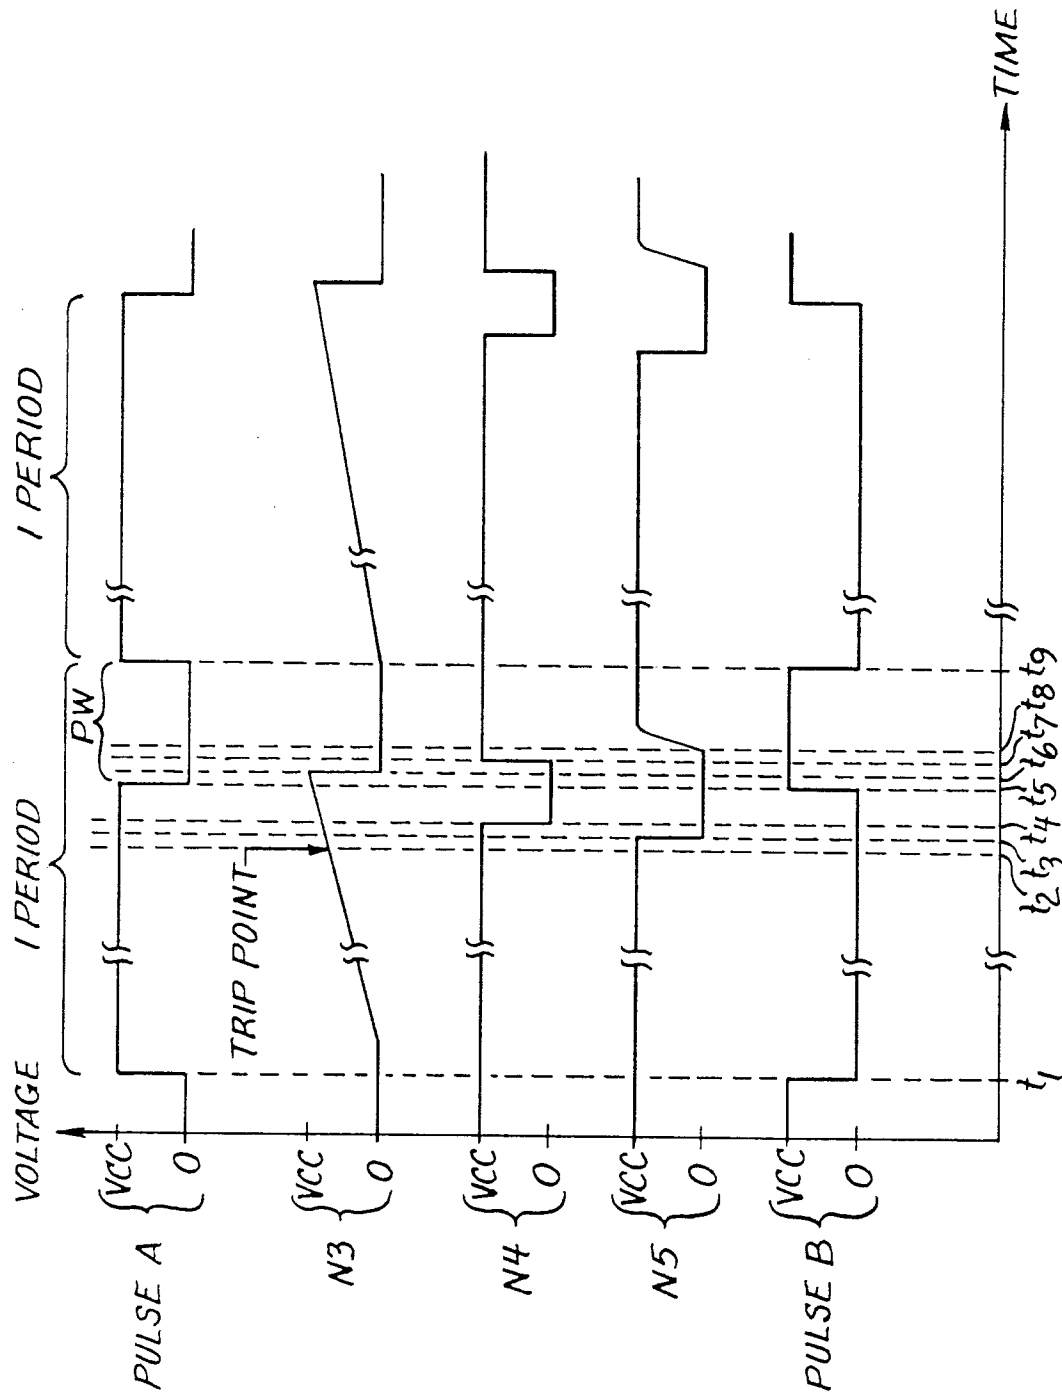 VOLTAGE
1 PERIOD
1 PERIOD
PW
PULSE A
VCC
0
TRIP POINT
N3
VCC
0
N4
VCC
0
N5
VCC
0
PULSE B
VCC
0
t1
t2 t3 t4 t5 t6 t7 t8 t9
TIME